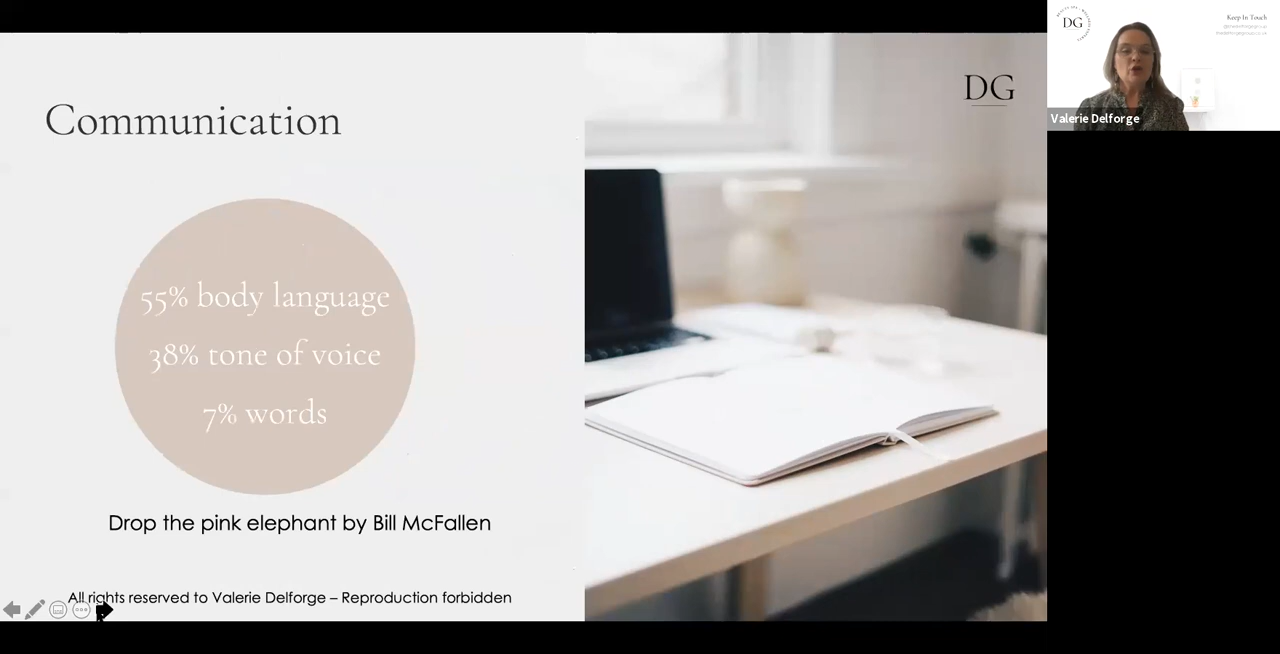 Communication
55% body language
38% tone of voice
7% words
Drop the pink elephant by Bill McFallen
All rights reserved to Valerie Delforge – Reproduction forbidden
DG
DG
Keep In Touch
Valerie Delforge